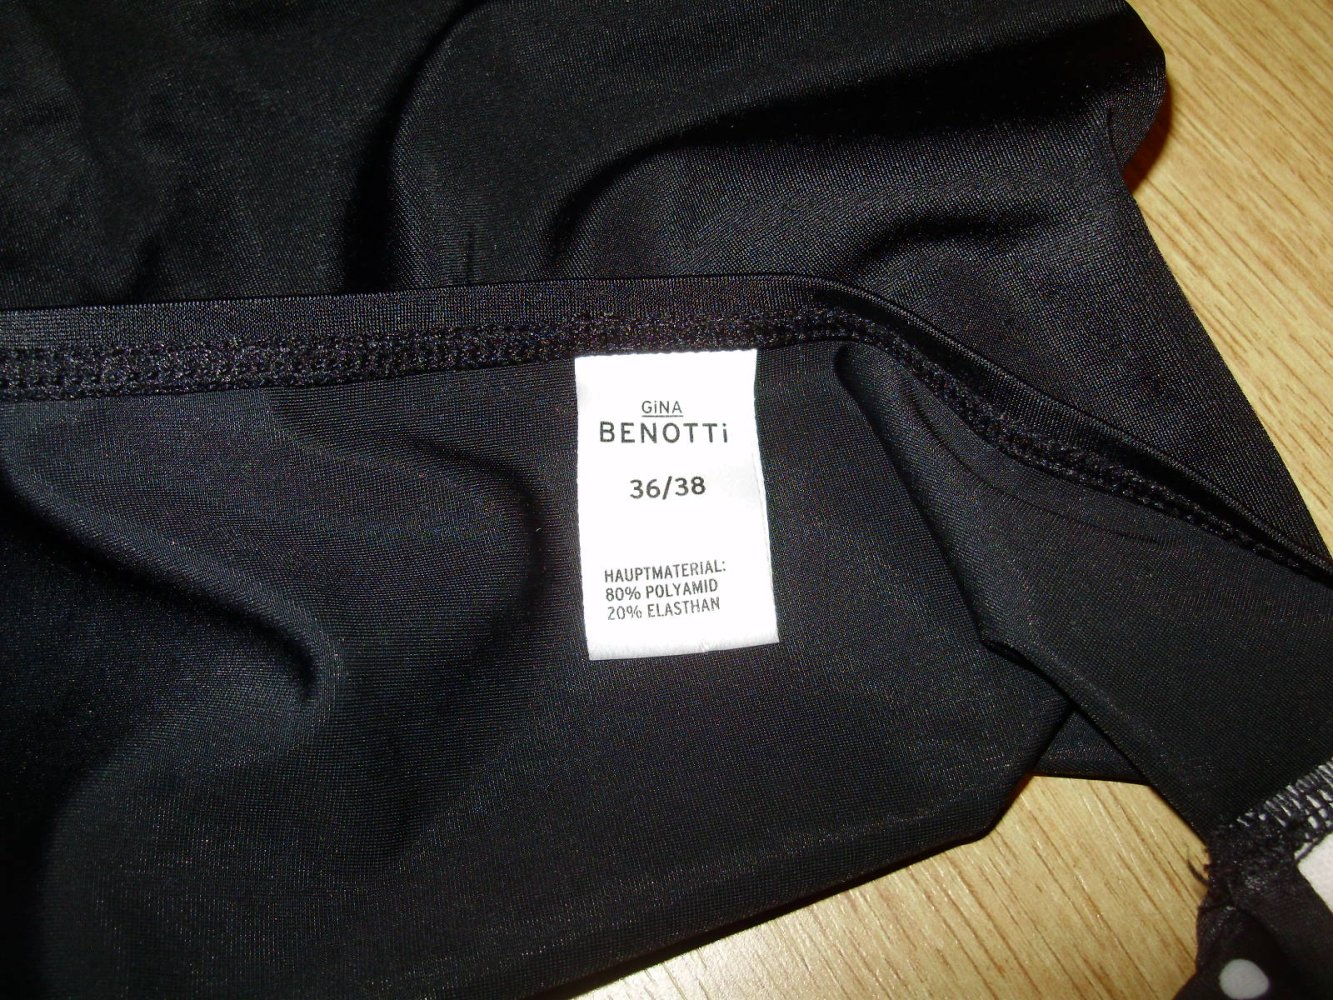 GiNA
BENOTTi
36/38
HAUPTMATERIAL:
80% POLYAMID
20% ELASTHAN